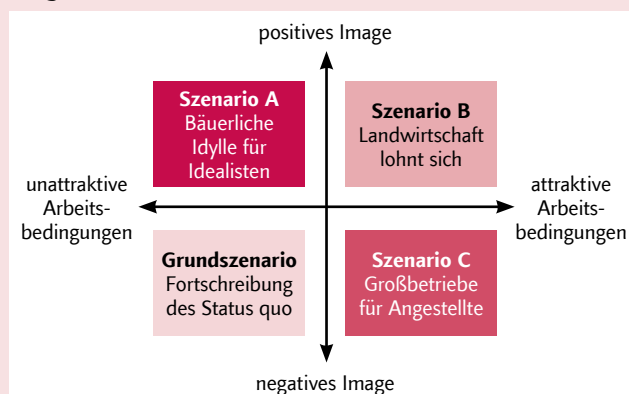 positives Image
Szenario A
Bäuerliche
Idylle für
Idealisten
Szenario B
Landwirtschaft
lohnt sich
unattraktive
Arbeits-
bedingungen
attraktive
Arbeits-
bedingungen
Grundszenario
Fortschreibung
des Status quo
Szenario C
Großbetriebe
für Angestellte
negatives Image